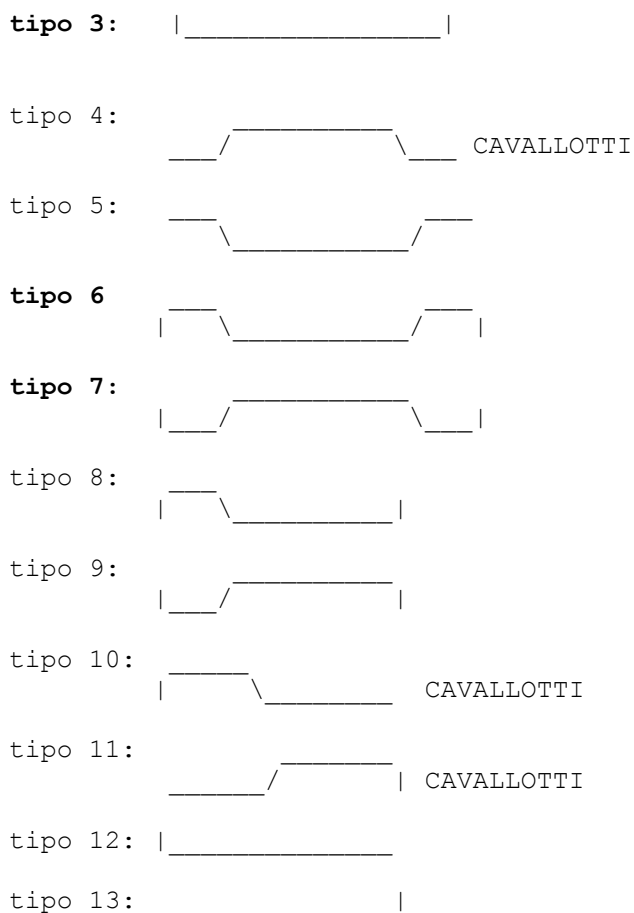 tipo 3:
tipo 4:
CAVALLOTTI
tipo 5:
tipo 6
tipo 7:
tipo 8:
tipo 9:
tipo 10:
CAVALLOTTI
tipo 11:
CAVALLOTTI
tipo 12:
tipo 13: